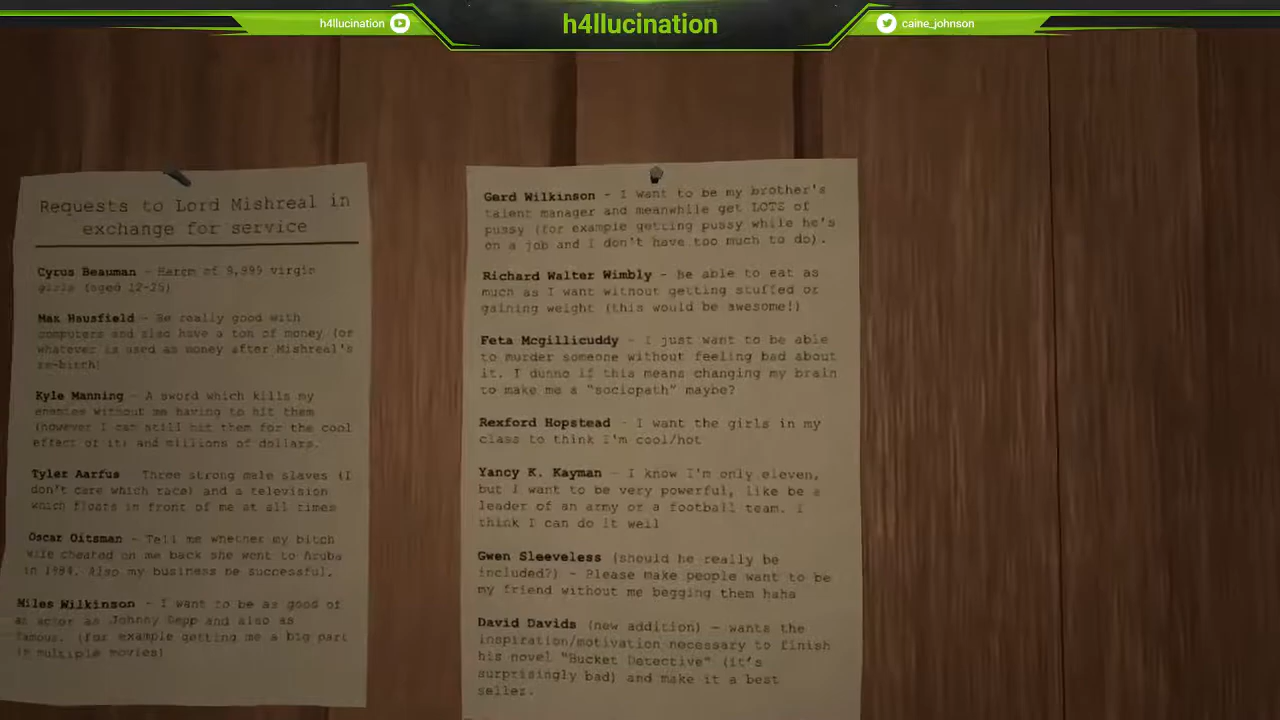 h4llucination
h4llucination
caine_johnson
Requests to Lord Mishreal in
exchange for service
Cyrus Beauman - Harem of 9,999 virgin
girls (aged 12-25)
Max Hausfield - Be really good with
computers and also have a ton of money (or
whatever is used as money after Mishreal's
re-birth)
Kyle Manning - A sword which kills my
enemies without me having to hit them
(however I can still hit them for the cool
effect of it) and millions of dollars.
Tyler Aarfus - Three strong male slaves (I
don't care which race) and a television
which floats in front of me at all times
Oscar Oitsman - Tell me whether my bitch
wife cheated on me back she went to Aruba
in 1984. Also my business be successful.
Miles Wilkinson - I want to be as good of
an actor as Johnny Depp and also as
famous. (for example getting me a big part
in multiple movies)
Gerd Wilkinson - I want to be my brother's
talent manager and meanwhile get LOTS of
pussy (for example getting pussy while he's
on a job and I don't have too much to do).
Richard Walter Wimbly - be able to eat as
much as I want without getting stuffed or
gaining weight (this would be awesome!)
Feta Mcgillicuddy - I just want to be able
to murder someone without feeling bad about
it. I dunno if this means changing my brain
to make me a "sociopath" maybe?
Rexford Hopstead - I want the girls in my
class to think I'm cool/hot
Yancy K. Kayman - I know I'm only eleven,
but I want to be very powerful, like be a
leader of an army or a football team. I
think I can do it well
Gwen Sleeveless (should he really be
included?) - Please make people want to be
my friend without me begging them haha
David Davids (new addition) - wants the
inspiration/motivation necessary to finish
his novel "Bucket Detective" (it's
surprisingly bad) and make it a best
seller.